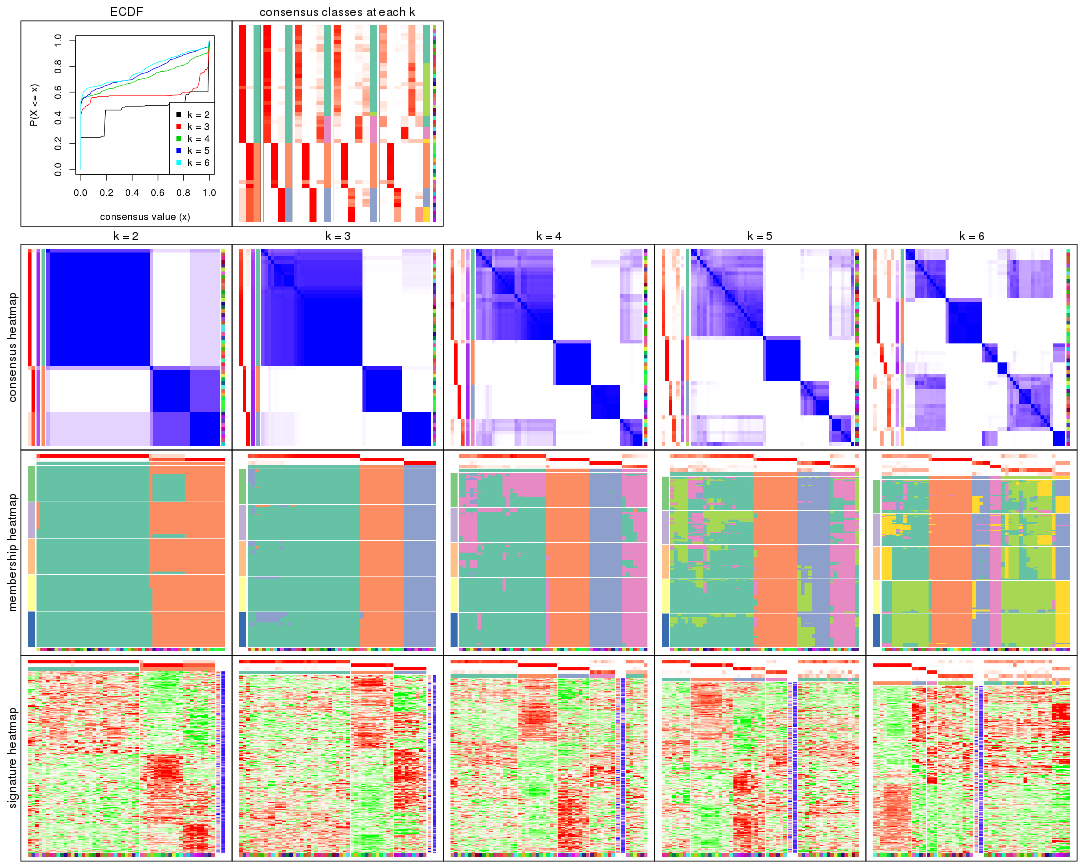 ECDF
consensus classes at each k
P(X <= x)
0.0 0.2 0.4 0.6 0.8 1.0
k = 2
k = 3
k = 4
k = 5
k = 6
0.0 0.2 0.4 0.6 0.8 1.0
consensus value (x)
k = 2
k = 3
k = 4
k = 5
k = 6
consensus heatmap
membership heatmap
signature heatmap